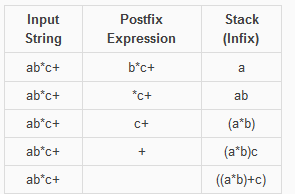 Input String Postfix Expression Stack (Infix)
ab*c+ b*c+ a
ab*c+ *c+ ab
ab*c+ c+ (a*b)
ab*c+ + (a*b)c
ab*c+ ((a*b)+c)